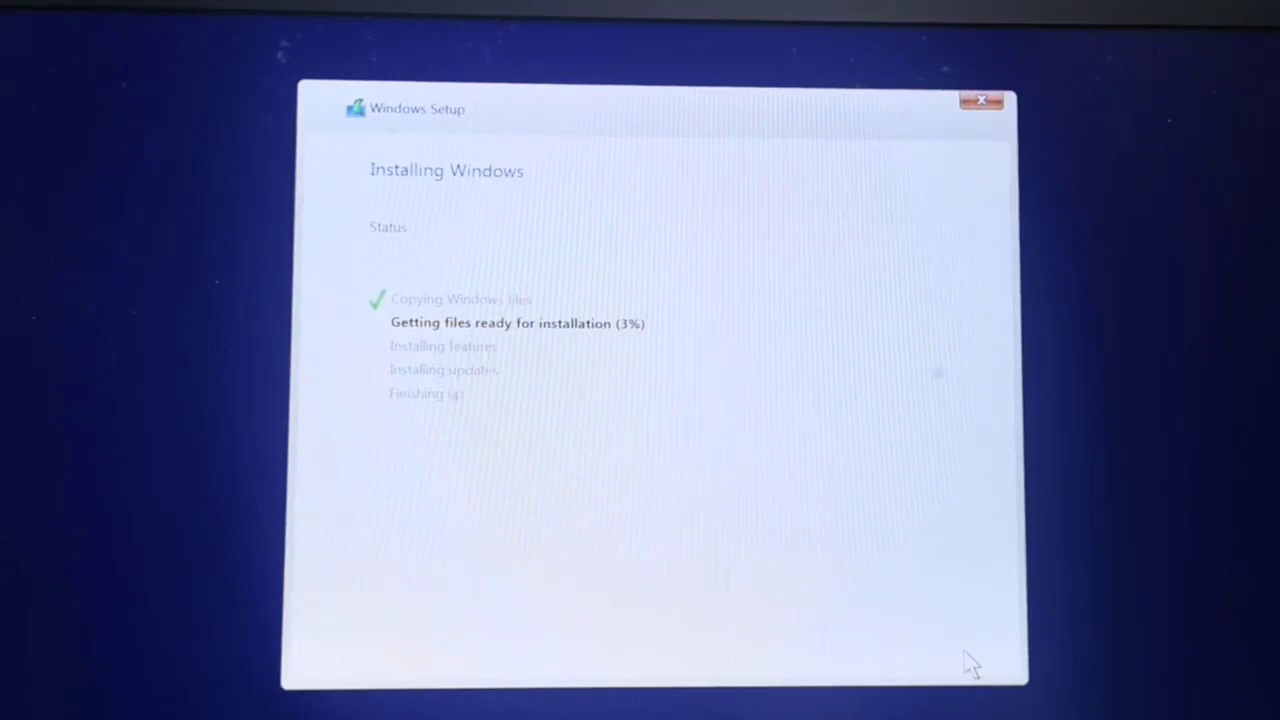 Windows Setup
Installing Windows
Status
Copying Windows files
Getting files ready for installation (3%)
Installing features
Installing updates
Finishing up